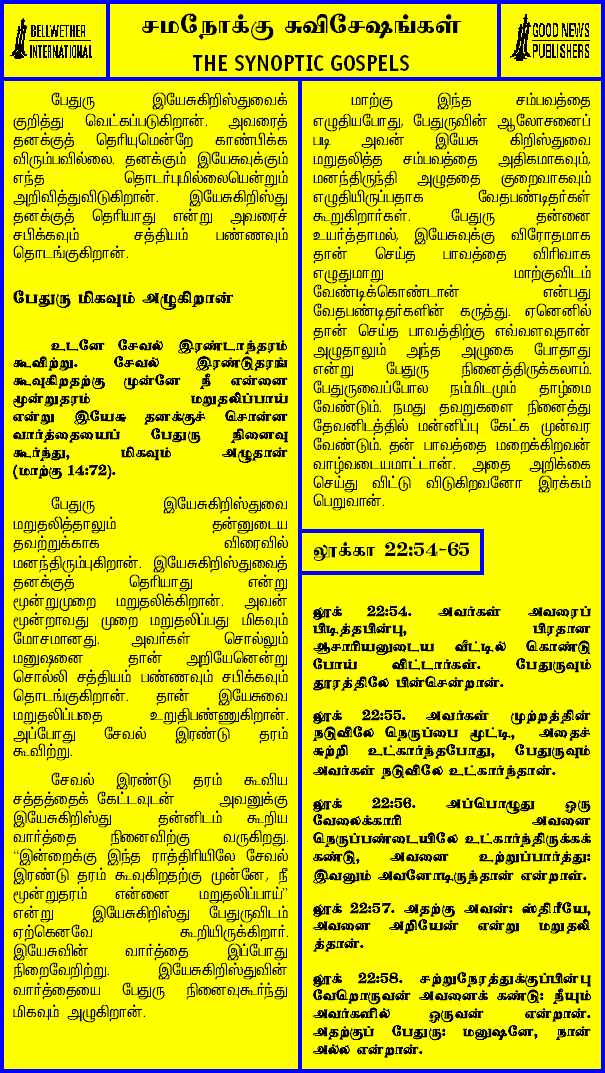 BELLWETHER
INTERNATIONAL
சமநோக்கு சுவிசேஷங்கள்
THE SYNOPTIC GOSPELS
GOOD NEWS
PUBLISHERS
பேதுரு இயேசுகிறிஸ்துவைக்
குறித்து வெட்கப்படுகிறான். அவரைத்
தனக்குத் தெரியுமென்றே காண்பிக்க
விரும்பவில்லை. தனக்கும் இயேசுவுக்கும்
எந்த தொடர்புமில்லையென்றும்
அறிவித்துவிடுகிறான். இயேசுகிறிஸ்து
தனக்குத் தெரியாது என்று அவரைச்
சபிக்கவும் சத்தியம் பண்ணவும்
தொடங்குகிறான்.
பேதுரு மிகவும் அழுகிறான்
உடனே சேவல் இரண்டாந்தரம்
கூவிற்று. சேவல் இரண்டுதரங்
கூவுகிறதற்கு முன்னே நீ என்னை
மூன்றுதரம் மறுதலிப்பாய்
என்று இயேசு தனக்குச் சொன்ன
வார்த்தையைப் பேதுரு நினைவு
கூர்ந்து, மிகவும் அழுதான்
(மாற்கு 14:72).
பேதுரு இயேசுகிறிஸ்துவை
மறுதலித்தாலும் தன்னுடைய
தவற்றுக்காக விரைவில்
மனந்திரும்புகிறான். இயேசுகிறிஸ்துவைத்
தனக்குத் தெரியாது என்று
மூன்றுமுறை மறுதலிக்கிறான். அவன்
மூன்றாவது முறை மறுதலிப்பது மிகவும்
மோசமானது. அவர்கள் சொல்லும்
மனுஷனை தான் அறியேனென்று
சொல்லி சத்தியம் பண்ணவும் சபிக்கவும்
தொடங்குகிறான். தான் இயேசுவை
மறுதலிப்பதை உறுதிபண்ணுகிறான்.
அப்போது சேவல் இரண்டு தரம்
கூவிற்று.
சேவல் இரண்டு தரம் கூவிய
சத்தத்தைக் கேட்டவுடன் அவனுக்கு
இயேசுகிறிஸ்து தன்னிடம் கூறிய
வார்த்தை நினைவிற்கு வருகிறது.
“இன்றைக்கு இந்த ராத்திரியிலே சேவல்
இரண்டு தரம் கூவுகிறதற்கு முன்னே, நீ
மூன்றுதரம் என்னை மறுதலிப்பாய்”
என்று இயேசுகிறிஸ்து பேதுருவிடம்
ஏற்கெனவே கூறியிருக்கிறார்.
இயேசுவின் வார்த்தை இப்போது
நிறைவேறிற்று. இயேசுகிறிஸ்துவின்
வார்த்தையை பேதுரு நினைவுகூர்ந்து
மிகவும் அழுகிறான்.
மாற்கு இந்த சம்பவத்தை
எழுதியபோது, பேதுருவின் ஆலோசனைப்
படி அவன் இயேசு கிறிஸ்துவை
மறுதலித்த சம்பவத்தை அதிகமாகவும்,
மனந்திருந்தி அழுததை குறைவாகவும்
எழுதியிருப்பதாக வேதபண்டிதர்கள்
கூறுகிறார்கள். பேதுரு தன்னை
உயர்த்தாமல், இயேசுவுக்கு விரோதமாக
தான் செய்த பாவத்தை விரிவாக
எழுதுமாறு மாற்குவிடம்
வேண்டிக்கொண்டான் என்பது
வேதபண்டிதர்களின் கருத்து. ஏனெனில்
தான் செய்த பாவத்திற்கு எவ்வளவுதான்
அழுதாலும் அந்த அழுகை போதாது
என்று பேதுரு நினைத்திருக்கலாம்.
பேதுருவைப்போல நம்மிடமும் தாழ்மை
வேண்டும். நமது தவறுகளை நினைத்து
தேவனிடத்தில் மன்னிப்பு கேட்க முன்வர
வேண்டும். தன் பாவத்தை மறைக்கிறவன்
வாழ்வடையமாட்டான். அதை அறிக்கை
செய்து விட்டு விடுகிறவனோ இரக்கம்
பெறுவான்.
லூக்கா 22:54-65
லூக் 22:54. அவர்கள் அவரைப்
பிடித்தபின்பு, பிரதான
ஆசாரியனுடைய வீட்டில் கொண்டு
போய் விட்டார்கள். பேதுருவும்
தூரத்திலே பின்சென்றான்.
லூக் 22:55. அவர்கள் முற்றத்தின்
நடுவிலே நெருப்பை மூட்டி, அதைச்
சுற்றி உட்கார்ந்தபோது, பேதுருவும்
அவர்கள் நடுவிலே உட்கார்ந்தான்.
லூக் 22:56. அப்பொழுது ஒரு
வேலைக்காரி அவனை
நெருப்பண்டையிலே உட்கார்ந்திருக்கக்
கண்டு, அவனை உற்றுப்பார்த்து:
இவனும் அவனோடிருந்தான் என்றாள்.
லூக் 22:57. அதற்கு அவன்: ஸ்திரீயே,
அவனை அறியேன் என்று மறுதலி
த்தான்.
லூக் 22:58. சற்றுநேரத்துக்குப்பின்பு
வேறொருவன் அவனைக் கண்டு: நீயும்
அவர்களில் ஒருவன் என்றான்.
அதற்குப் பேதுரு: மனுஷனே, நான்
அல்ல என்றான்.